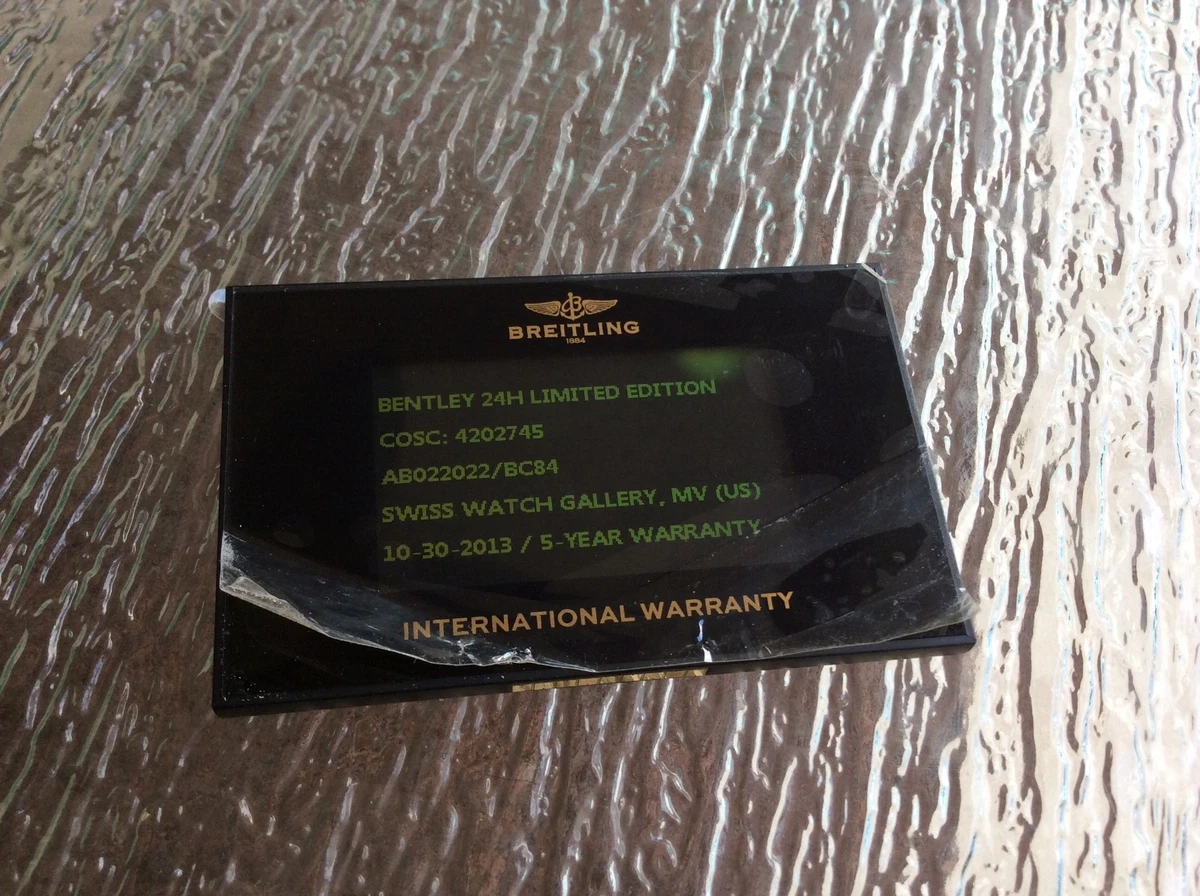 BREITLING
1884
BENTLEY 24H LIMITED EDITION
COSC: 4202745
AB022022/BC84
SWISS WATCH GALLERY, MV (US)
10-30-2013 / 5-YEAR WARRANTY
INTERNATIONAL WARRANTY